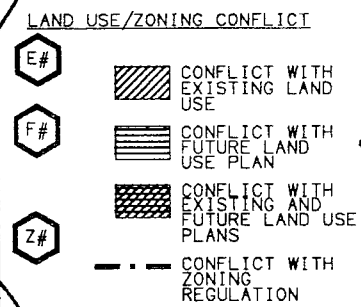 LAND USE/ZONING CONFLICT
E#
CONFLICT WITH
EXISTING LAND
USE
F#
CONFLICT WITH
FUTURE LAND
USE PLAN
CONFLICT WITH
EXISTING AND
FUTURE LAND USE
PLANS
Z#
CONFLICT WITH
ZONING
REGULATION